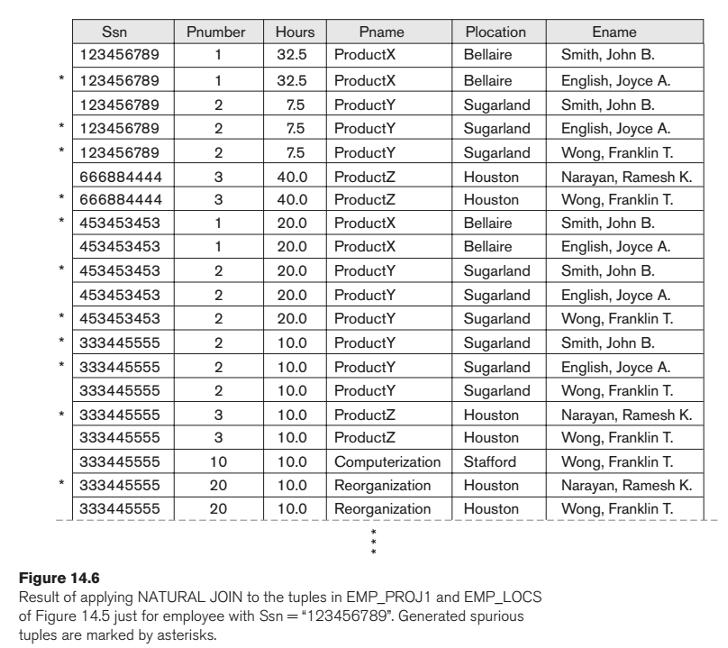 Ssn Pnumber Hours Pname Plocation Ename
123456789 1 32.5 ProductX Bellaire Smith, John B.
* 123456789 1 32.5 ProductX Bellaire English, Joyce A.
123456789 2 7.5 ProductY Sugarland Smith, John B.
* 123456789 2 7.5 ProductY Sugarland English, Joyce A.
* 123456789 2 7.5 ProductY Sugarland Wong, Franklin T.
666884444 3 40.0 ProductZ Houston Narayan, Ramesh K.
* 666884444 3 40.0 ProductZ Houston Wong, Franklin T.
* 453453453 1 20.0 ProductX Bellaire Smith, John B.
453453453 1 20.0 ProductX Bellaire English, Joyce A.
* 453453453 2 20.0 ProductY Sugarland Smith, John B.
453453453 2 20.0 ProductY Sugarland English, Joyce A.
* 453453453 2 20.0 ProductY Sugarland Wong, Franklin T.
* 333445555 2 10.0 ProductY Sugarland Smith, John B.
* 333445555 2 10.0 ProductY Sugarland English, Joyce A.
333445555 2 10.0 ProductY Sugarland Wong, Franklin T.
* 333445555 3 10.0 ProductZ Houston Narayan, Ramesh K.
333445555 3 10.0 ProductZ Houston Wong, Franklin T.
333445555 10 10.0 Computerization Stafford Wong, Franklin T.
* 333445555 20 10.0 Reorganization Houston Narayan, Ramesh K.
333445555 20 10.0 Reorganization Houston Wong, Franklin T.
*
*
*
Figure 14.6
Result of applying NATURAL JOIN to the tuples in EMP_PROJ1 and EMP_LOCS
of Figure 14.5 just for employee with Ssn = “123456789”. Generated spurious
tuples are marked by asterisks.